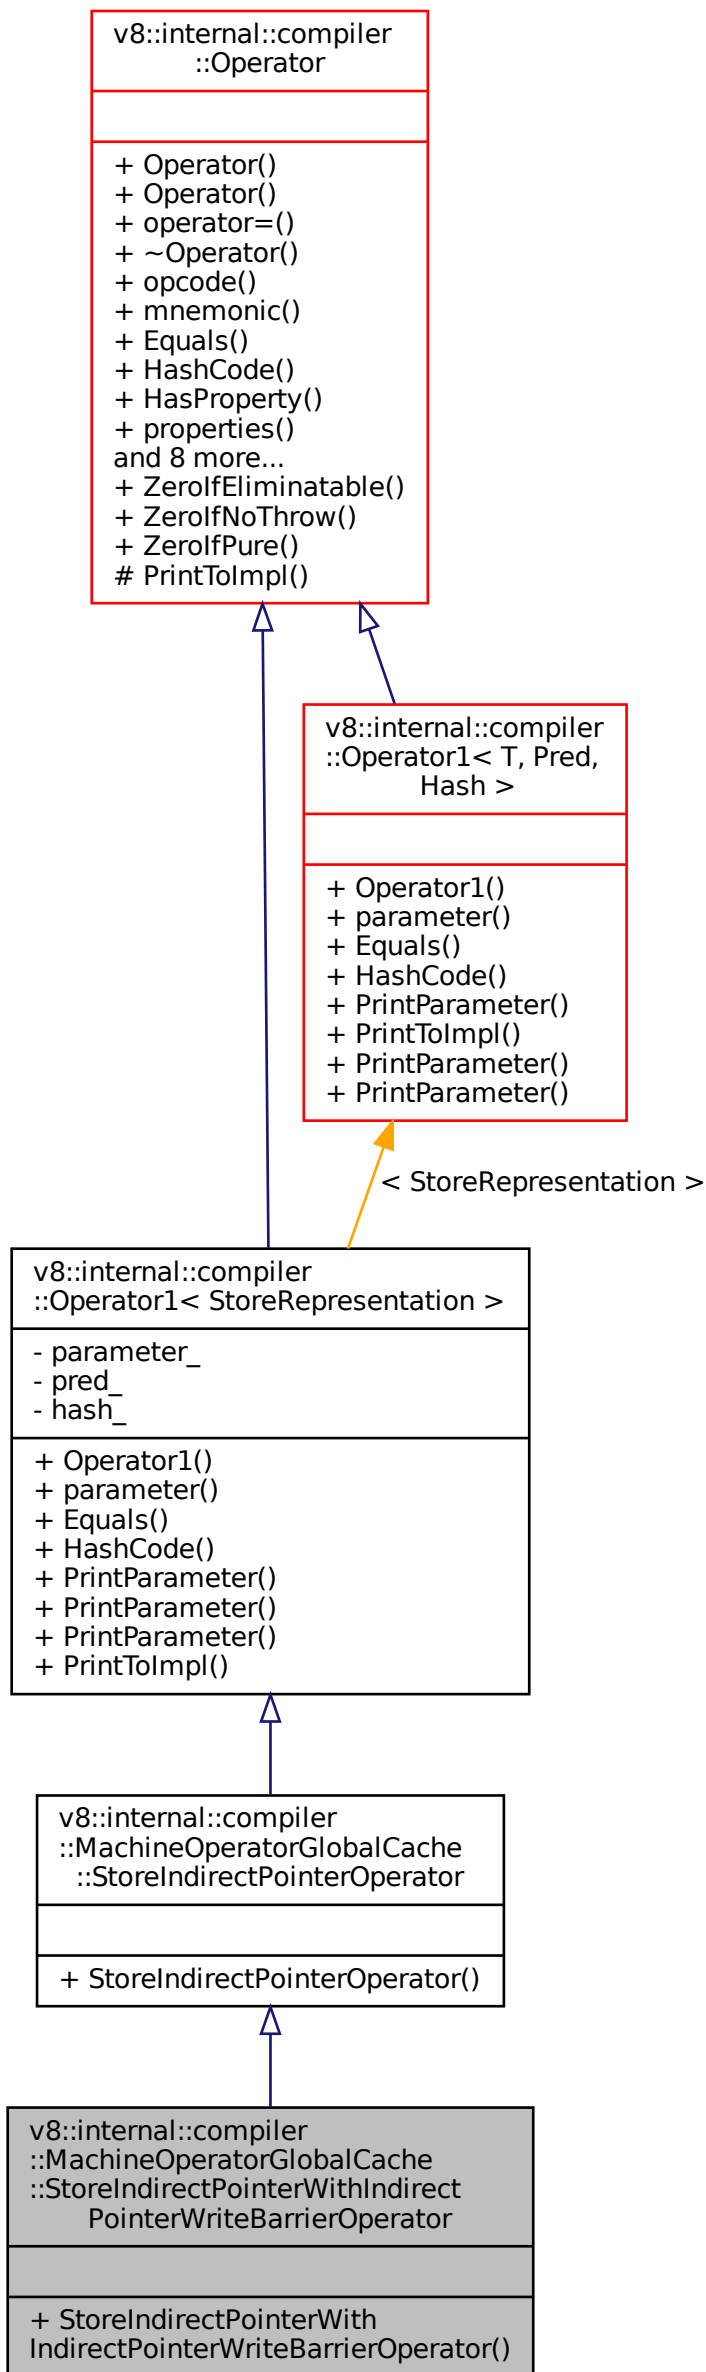 v8::internal::compiler
::Operator
+ Operator()
+ Operator()
+ operator=()
+ ~Operator()
+ opcode()
+ mnemonic()
+ Equals()
+ HashCode()
+ HasProperty()
+ properties()
and 8 more...
+ ZeroIfEliminatable()
+ ZeroIfNoThrow()
+ ZeroIfPure()
# PrintToImpl()
v8::internal::compiler
::Operator1< T, Pred,
Hash >
+ Operator1()
+ parameter()
+ Equals()
+ HashCode()
+ PrintParameter()
+ PrintToImpl()
+ PrintParameter()
+ PrintParameter()
< StoreRepresentation >
v8::internal::compiler
::Operator1< StoreRepresentation >
- parameter_
- pred_
- hash_
+ Operator1()
+ parameter()
+ Equals()
+ HashCode()
+ PrintParameter()
+ PrintParameter()
+ PrintParameter()
+ PrintToImpl()
v8::internal::compiler
::MachineOperatorGlobalCache
::StoreIndirectPointerOperator
+ StoreIndirectPointerOperator()
v8::internal::compiler
::MachineOperatorGlobalCache
::StoreIndirectPointerWithIndirect
PointerWriteBarrierOperator
+ StoreIndirectPointerWith
IndirectPointerWriteBarrierOperator()